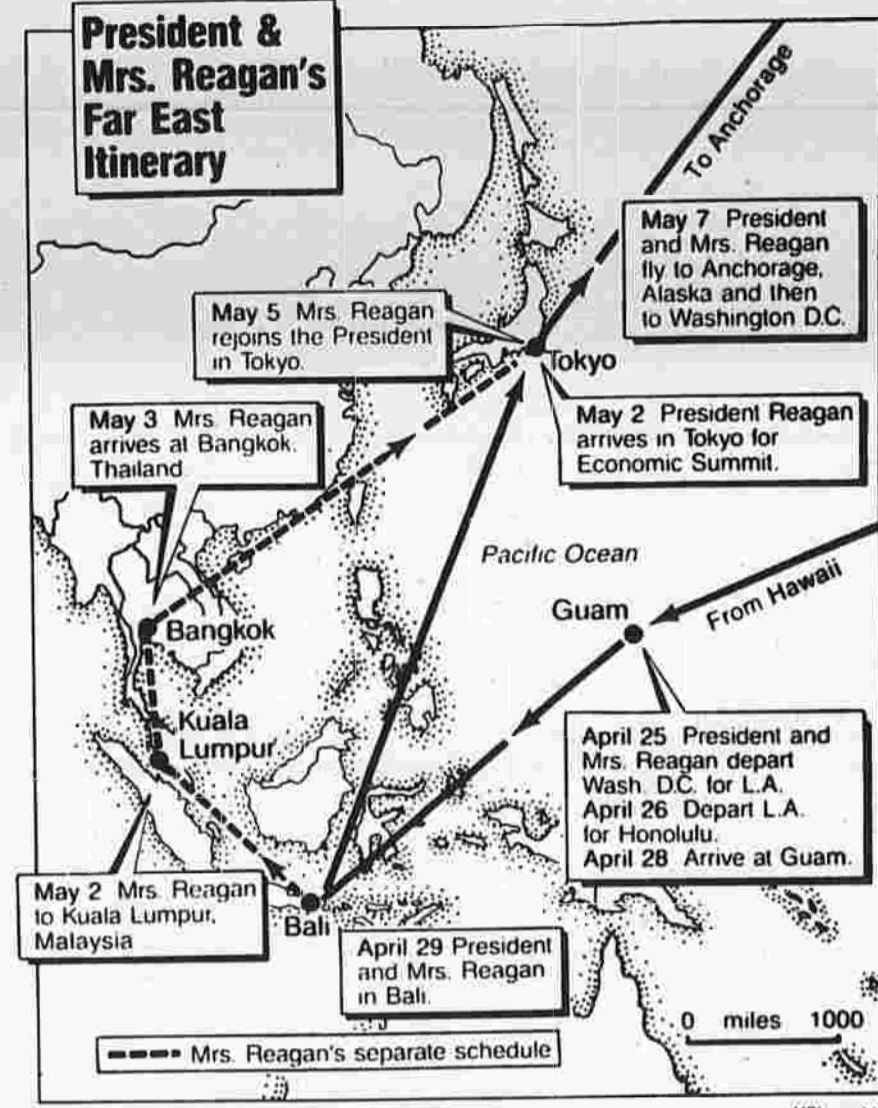 President &
Mrs. Reagan's
Far East
Itinerary
To Anchorage
May 7 President
and Mrs. Reagan
fly to Anchorage,
Alaska and then
to Washington D.C.
May 5 Mrs. Reagan
rejoins the President
in Tokyo.
Tokyo
May 3 Mrs. Reagan
arrives at Bangkok,
Thailand.
May 2 President Reagan
arrives in Tokyo for
Economic Summit.
Pacific Ocean
From Hawaii
Guam
Bangkok
Kuala
Lumpur
April 25 President and
Mrs. Reagan depart
Wash. D.C. for L.A.
April 26 Depart L.A.
for Honolulu.
April 28 Arrive at Guam.
May 2 Mrs. Reagan
to Kuala Lumpur,
Malaysia
Bali
April 29 President
and Mrs. Reagan
in Bali.
0 miles 1000
Mrs. Reagan's separate schedule